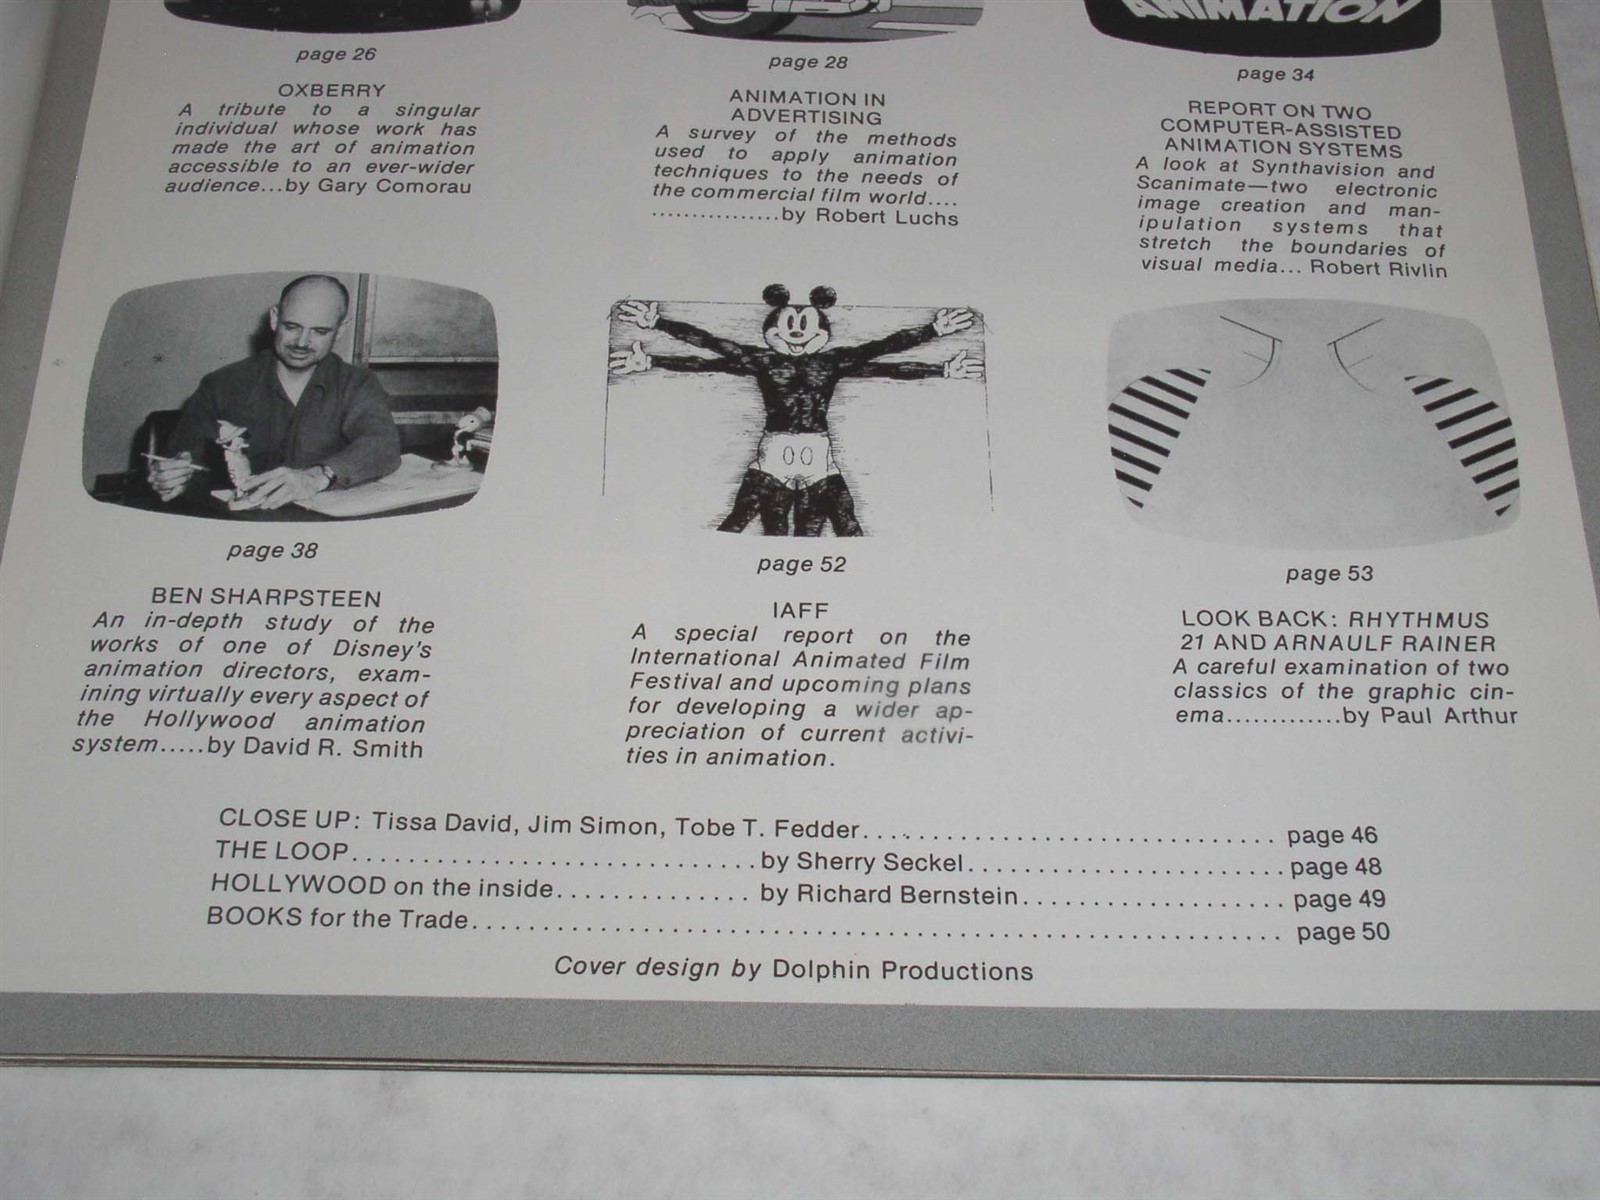 ANIMATION
page 26
OXBERRY
A tribute to a singular
individual whose work has
made the art of animation
accessible to an ever-wider
audience...by Gary Comorau
page 28
ANIMATION IN
ADVERTISING
A survey of the methods
used to apply animation
techniques to the needs of
the commercial film world....
................by Robert Luchs
page 34
REPORT ON TWO
COMPUTER-ASSISTED
ANIMATION SYSTEMS
A look at Synthavision and
Scanimate—two electronic
image creation and man-
ipulation systems that
stretch the boundaries of
visual media... Robert Rivlin
page 38
BEN SHARPSTEEN
An in-depth study of the
works of one of Disney's
animation directors, exam-
ining virtually every aspect of
the Hollywood animation
system.....by David R. Smith
page 52
IAFF
A special report on the
International Animated Film
Festival and upcoming plans
for developing a wider ap-
preciation of current activi-
ties in animation.
page 53
LOOK BACK: RHYTHMUS
21 AND ARNAULF RAINER
A careful examination of two
classics of the graphic cin-
ema.............by Paul Arthur
CLOSE UP: Tissa David, Jim Simon, Tobe T. Fedder.............................. page 46
THE LOOP.............................by Sherry Seckel.......................page 48
HOLLYWOOD on the inside.............. by Richard Bernstein................... page 49
BOOKS for the Trade.......................................................... page 50
Cover design by Dolphin Productions